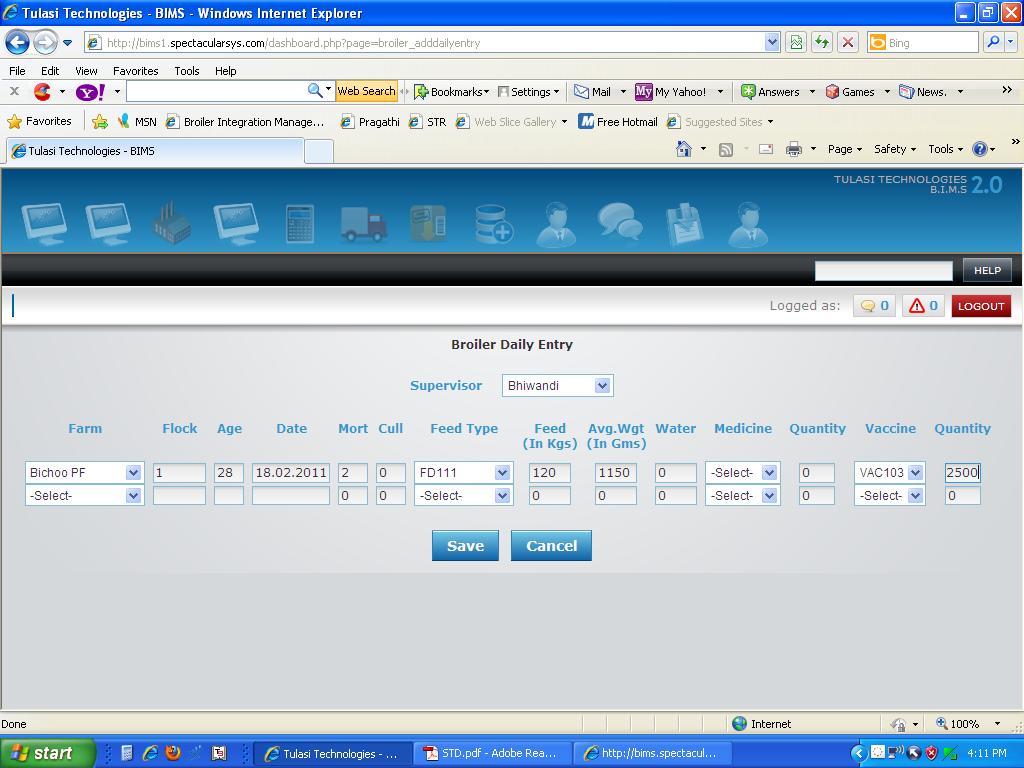 Tulasi Technologies - BIMS - Windows Internet Explorer
http://bims1.spectacularsys.com/dashboard.php?page=broiler_adddailyentry
Bing
File Edit View Favorites Tools Help
Y! Web Search Bookmarks Settings Mail My My Yahoo! Answers Games News. »
Favorites MSN Broiler Integration Manage... Pragathi STR Web Slice Gallery Free Hotmail Suggested Sites
Tulasi Technologies - BIMS Page Safety Tools »
TULASI TECHNOLOGIES
B.I.M.S 2.0
HELP
Logged as: 0 0 LOGOUT
Broiler Daily Entry
Supervisor Bhiwandi
Farm Flock Age Date Mort Cull Feed Type Feed (In Kgs) Avg.Wgt (In Gms) Water Medicine Quantity Vaccine Quantity
Bichoo PF 1 28 18.02.2011 2 0 FD111 120 1150 0 -Select- 0 VAC103 2500
-Select- 0 0 -Select- 0 0 0 -Select- 0 -Select- 0
Save Cancel
Done Internet 100%
start Tulasi Technologies - ... STD.pdf - Adobe Rea... http://bims.spectacul... 4:11 PM